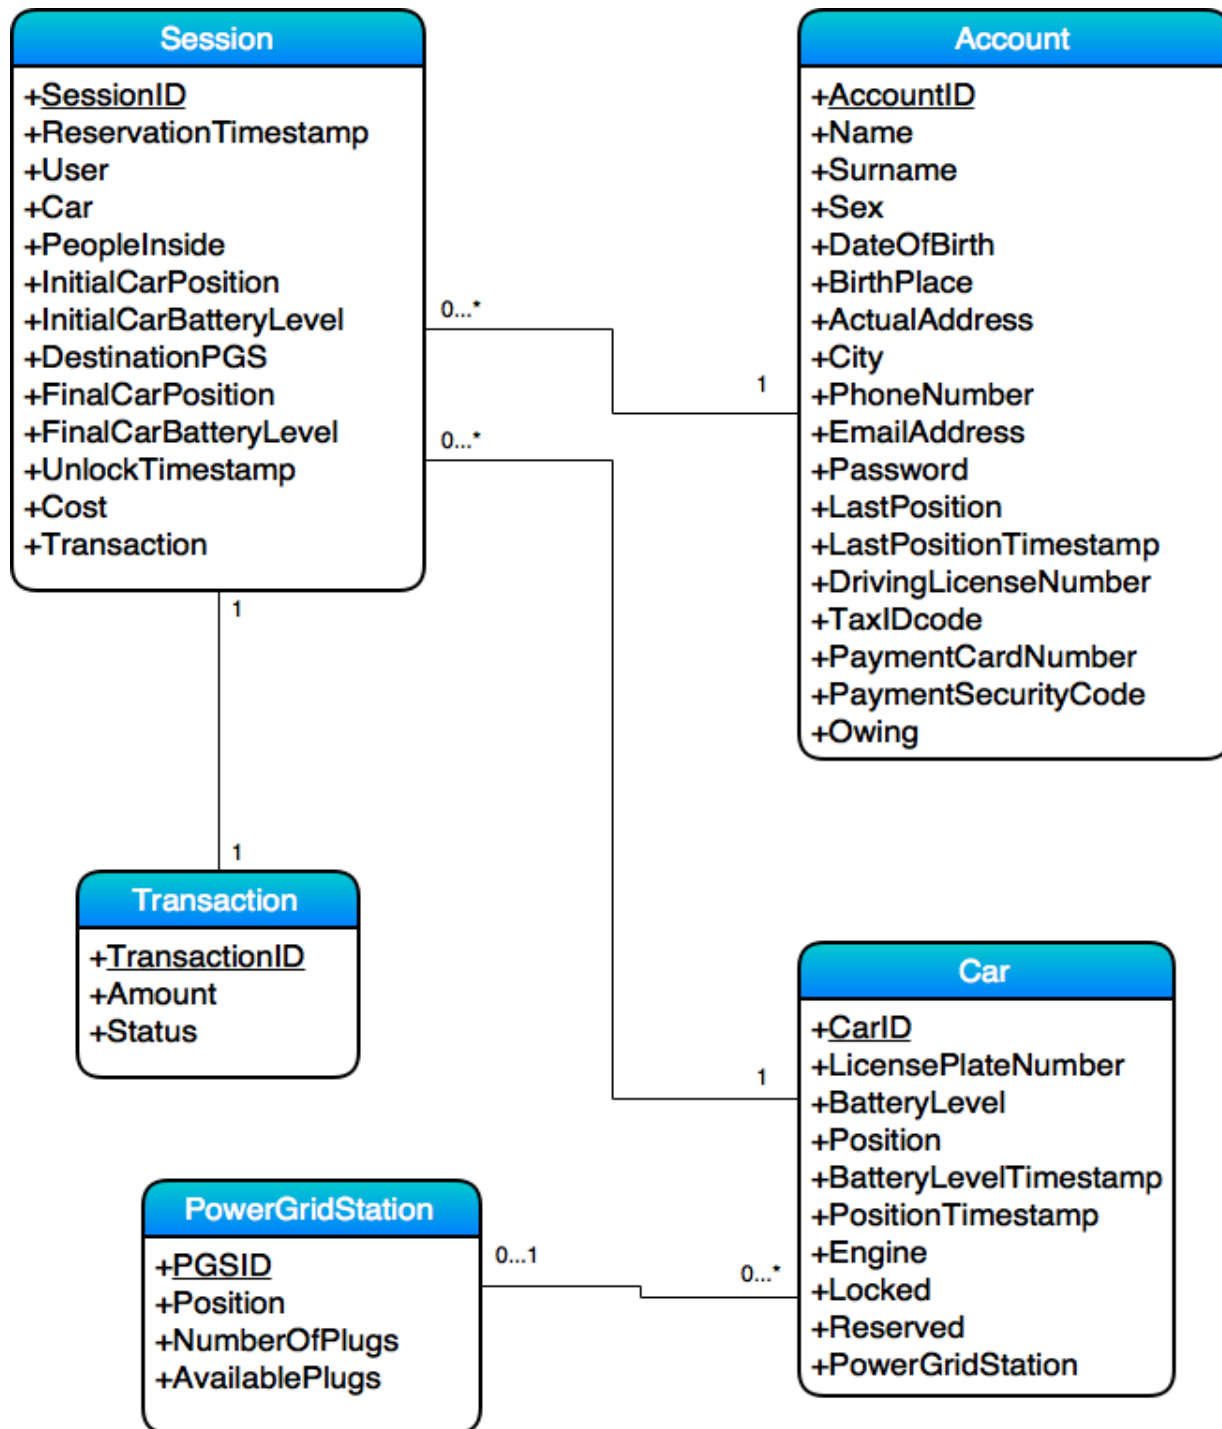 Session
+SessionID
+ReservationTimestamp
+User
+Car
+PeopleInside
+InitialCarPosition
+InitialCarBatteryLevel
+DestinationPGS
+FinalCarPosition
+FinalCarBatteryLevel
+UnlockTimestamp
+Cost
+Transaction
0...*
0...*
1
1
Account
+AccountID
+Name
+Surname
+Sex
+DateOfBirth
+BirthPlace
+ActualAddress
+City
+PhoneNumber
+EmailAddress
+Password
+LastPosition
+LastPositionTimestamp
+DrivingLicenseNumber
+TaxIDcode
+PaymentCardNumber
+PaymentSecurityCode
+Owing
1
Transaction
+TransactionID
+Amount
+Status
1
Car
+CarID
+LicensePlateNumber
+BatteryLevel
+Position
+BatteryLevelTimestamp
+PositionTimestamp
+Engine
+Locked
+Reserved
+PowerGridStation
PowerGridStation
+PGSID
+Position
+NumberOfPlugs
+AvailablePlugs
0...1
0...*